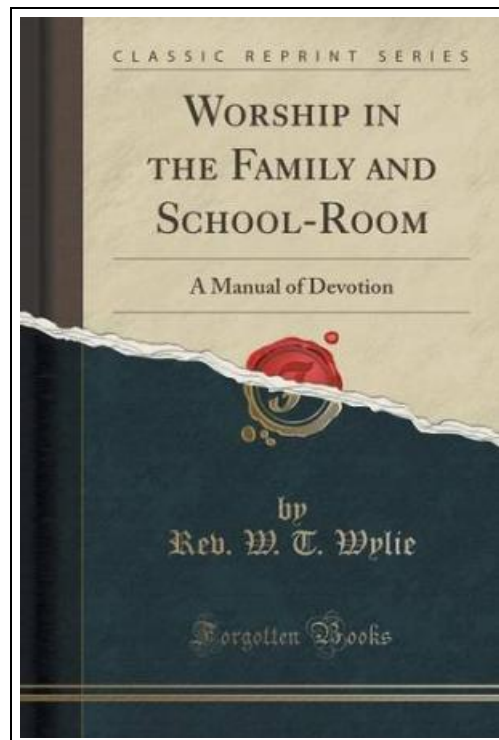 CLASSIC REPRINT SERIES
WORSHIP IN
THE FAMILY AND
SCHOOL-ROOM
A Manual of Devotion
by
Rev. W. T. Wylie
Forgotten Books